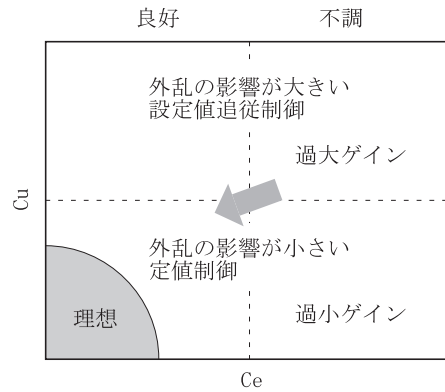 良好
不調
外乱の影響が大きい
設定値追従制御
過大ゲイン
Cu
外乱の影響が小さい
定値制御
理想
過小ゲイン
Ce